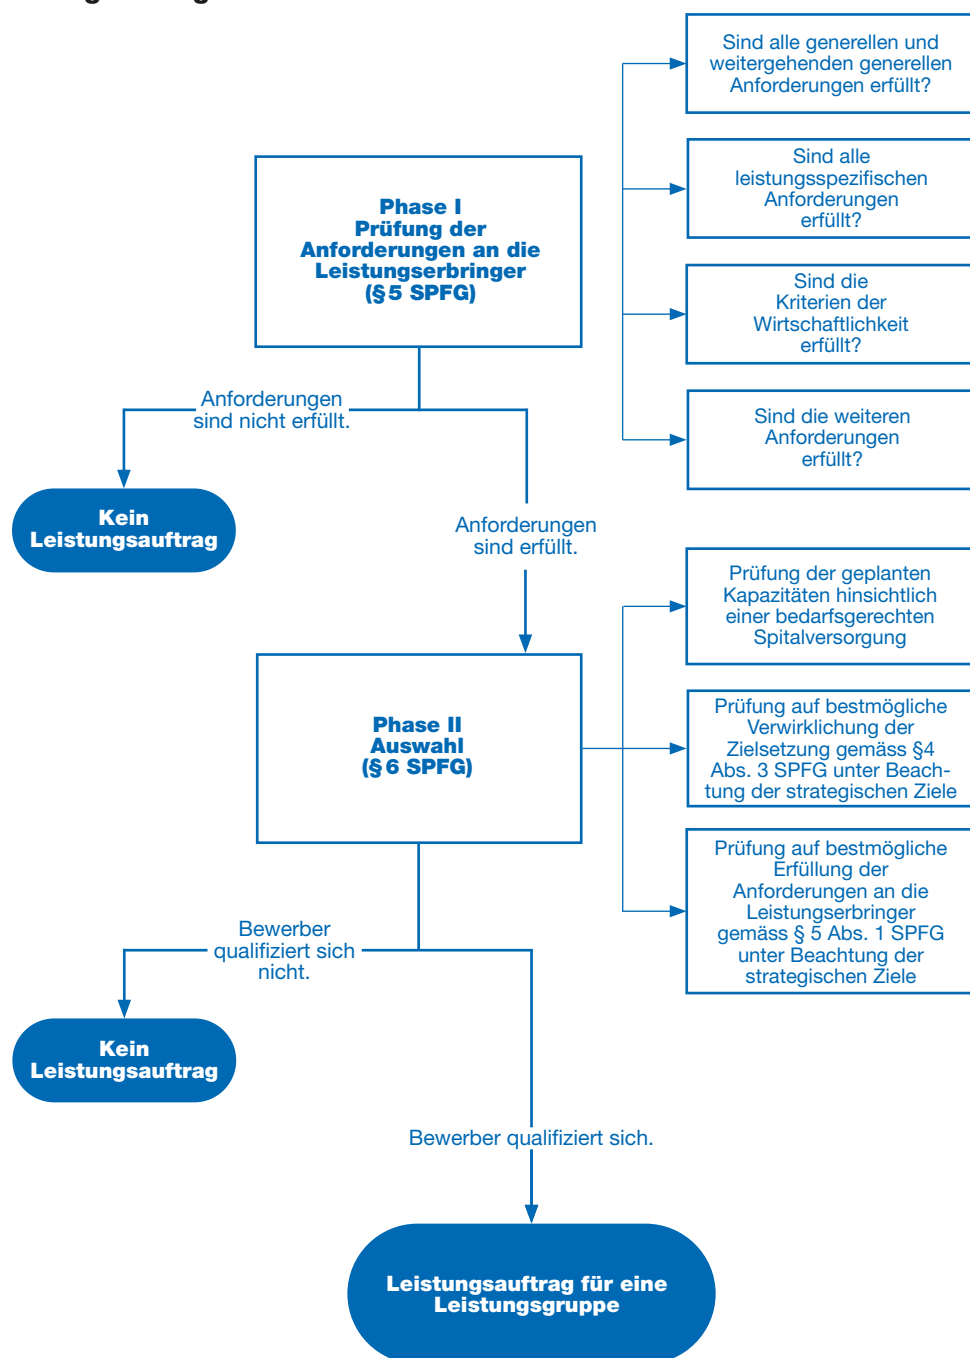 Sind alle generellen und
weitergehenden generellen
Anforderungen erfüllt?
Sind alle
leistungsspezifischen
Anforderungen
erfüllt?
Phase I
Prüfung der
Anforderungen an die
Leistungserbringer
(§ 5 SPFG)
Sind die
Kriterien der
Wirtschaftlichkeit
erfüllt?
Anforderungen
sind nicht erfüllt.
Sind die weiteren
Anforderungen
erfüllt?
Kein
Leistungsauftrag
Anforderungen
sind erfüllt.
Prüfung der geplanten
Kapazitäten hinsichtlich
einer bedarfsgerechten
Spitalversorgung
Phase II
Auswahl
(§ 6 SPFG)
Prüfung auf bestmögliche
Verwirklichung der
Zielsetzung gemäss §4
Abs. 3 SPFG unter Beach-
tung der strategischen Ziele
Prüfung auf bestmögliche
Erfüllung der
Anforderungen an die
Leistungserbringer
gemäss § 5 Abs. 1 SPFG
unter Beachtung der
strategischen Ziele
Bewerber
qualifiziert sich
nicht.
Kein
Leistungsauftrag
Bewerber qualifiziert sich.
Leistungsauftrag für eine
Leistungsgruppe